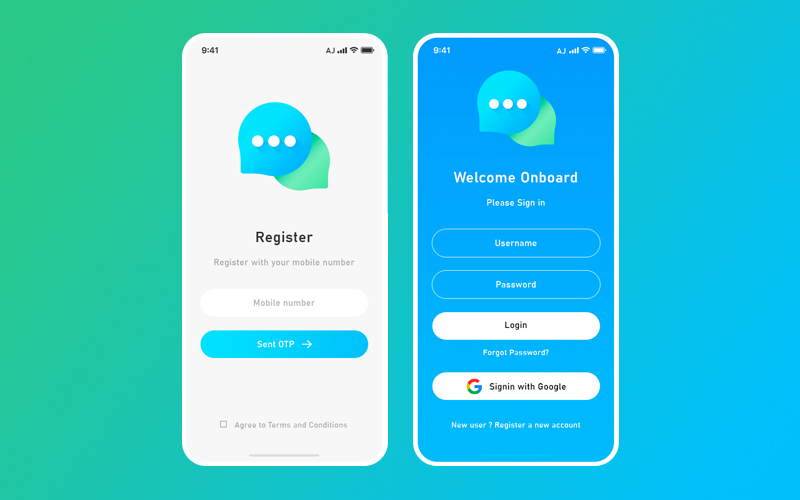 9:41
AJ
Register
Register with your mobile number
Mobile number
Sent OTP
Agree to Terms and Conditions
9:41
AJ
Welcome Onboard
Please Sign in
Username
Password
Login
Forgot Password?
Signin with Google
New user ? Register a new account